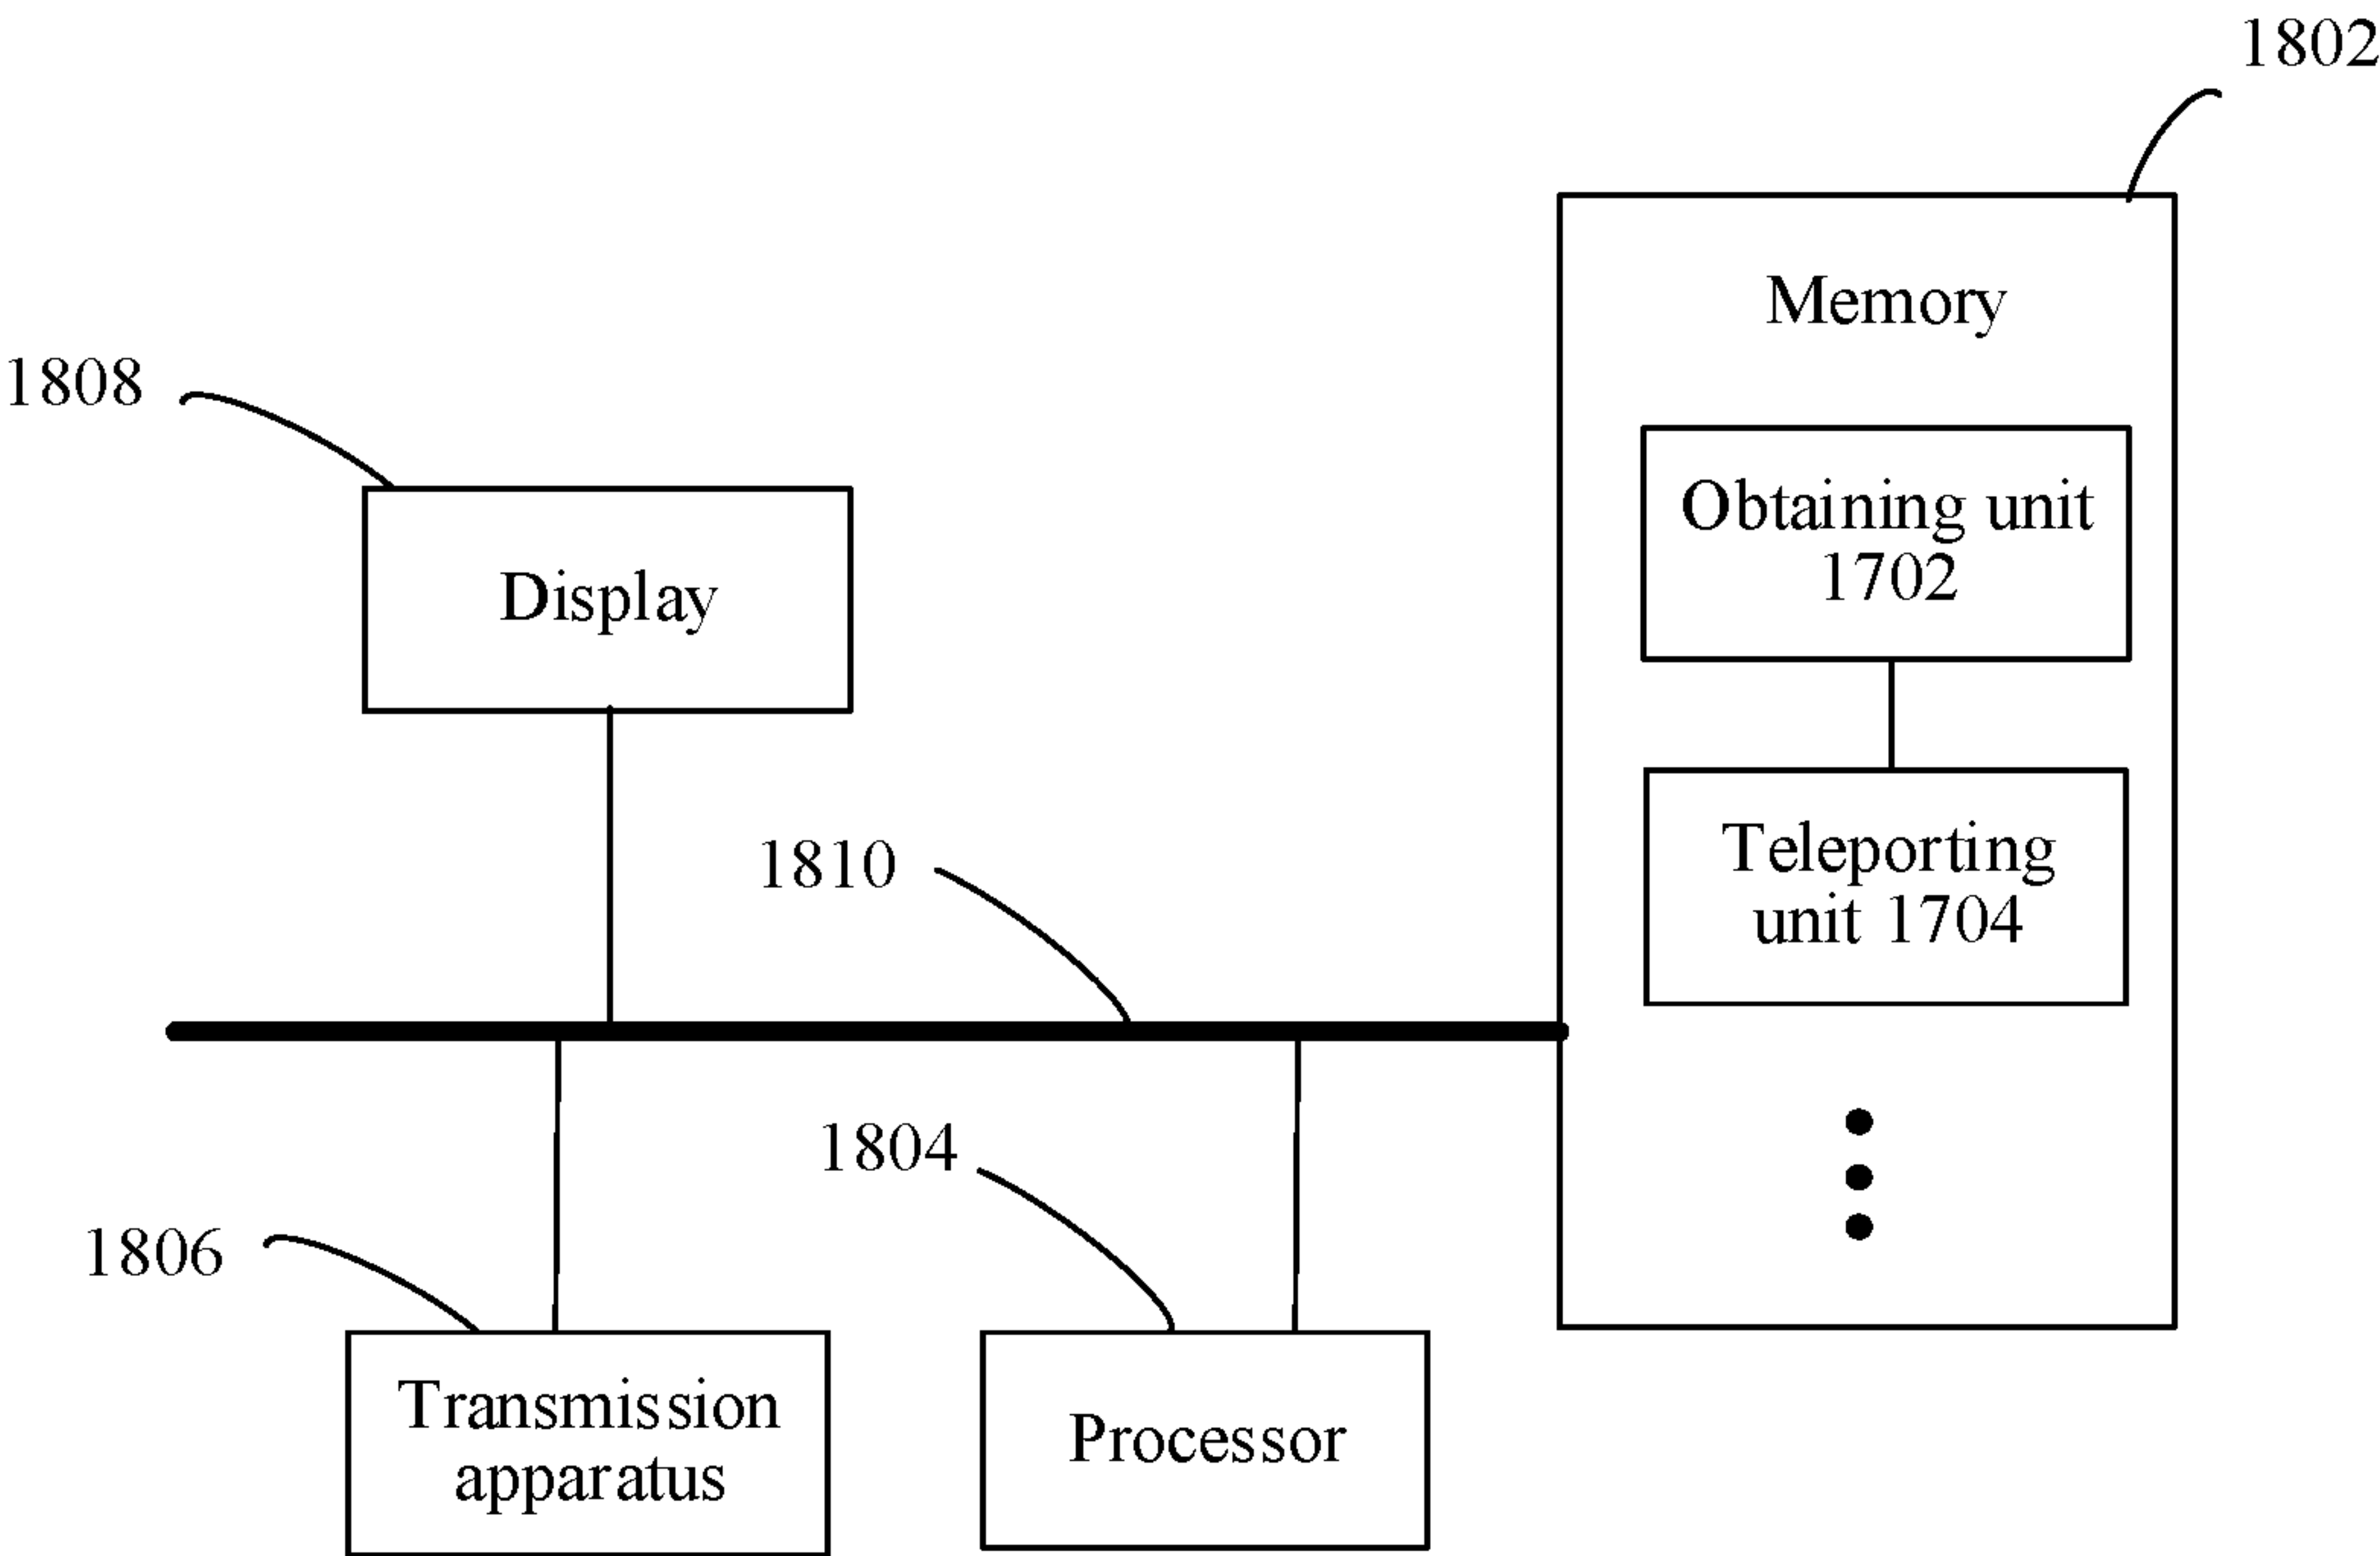 1802
Memory
1808
Obtaining unit
1702
Display
Teleporting
unit 1704
1810
1804
1806
Transmission
apparatus
Processor